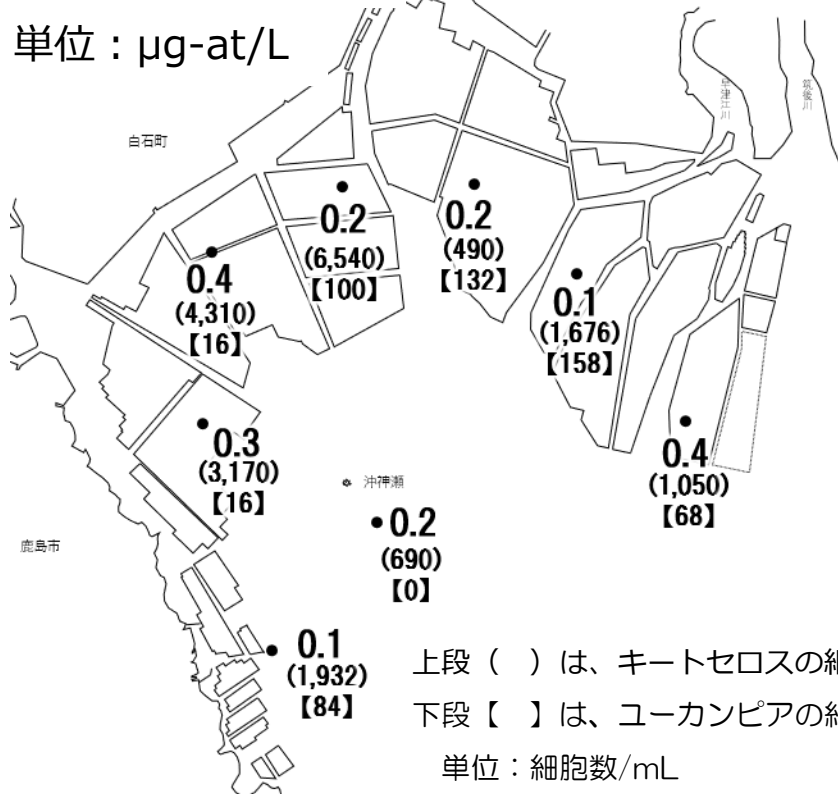 単位：μg-at/L
早津江川
筑後川
白石町
0.2
(6,540)
【100】
0.2
(490)
【132】
0.4
(4,310)
【16】
0.1
(1,676)
【158】
0.3
(3,170)
【16】
0.4
(1,050)
【68】
沖神瀬
0.2
(690)
【0】
鹿島市
0.1
(1,932)
【84】
上段（　）は、キートセロスの細
下段【　】は、ユーカンピアの細
単位：細胞数/mL